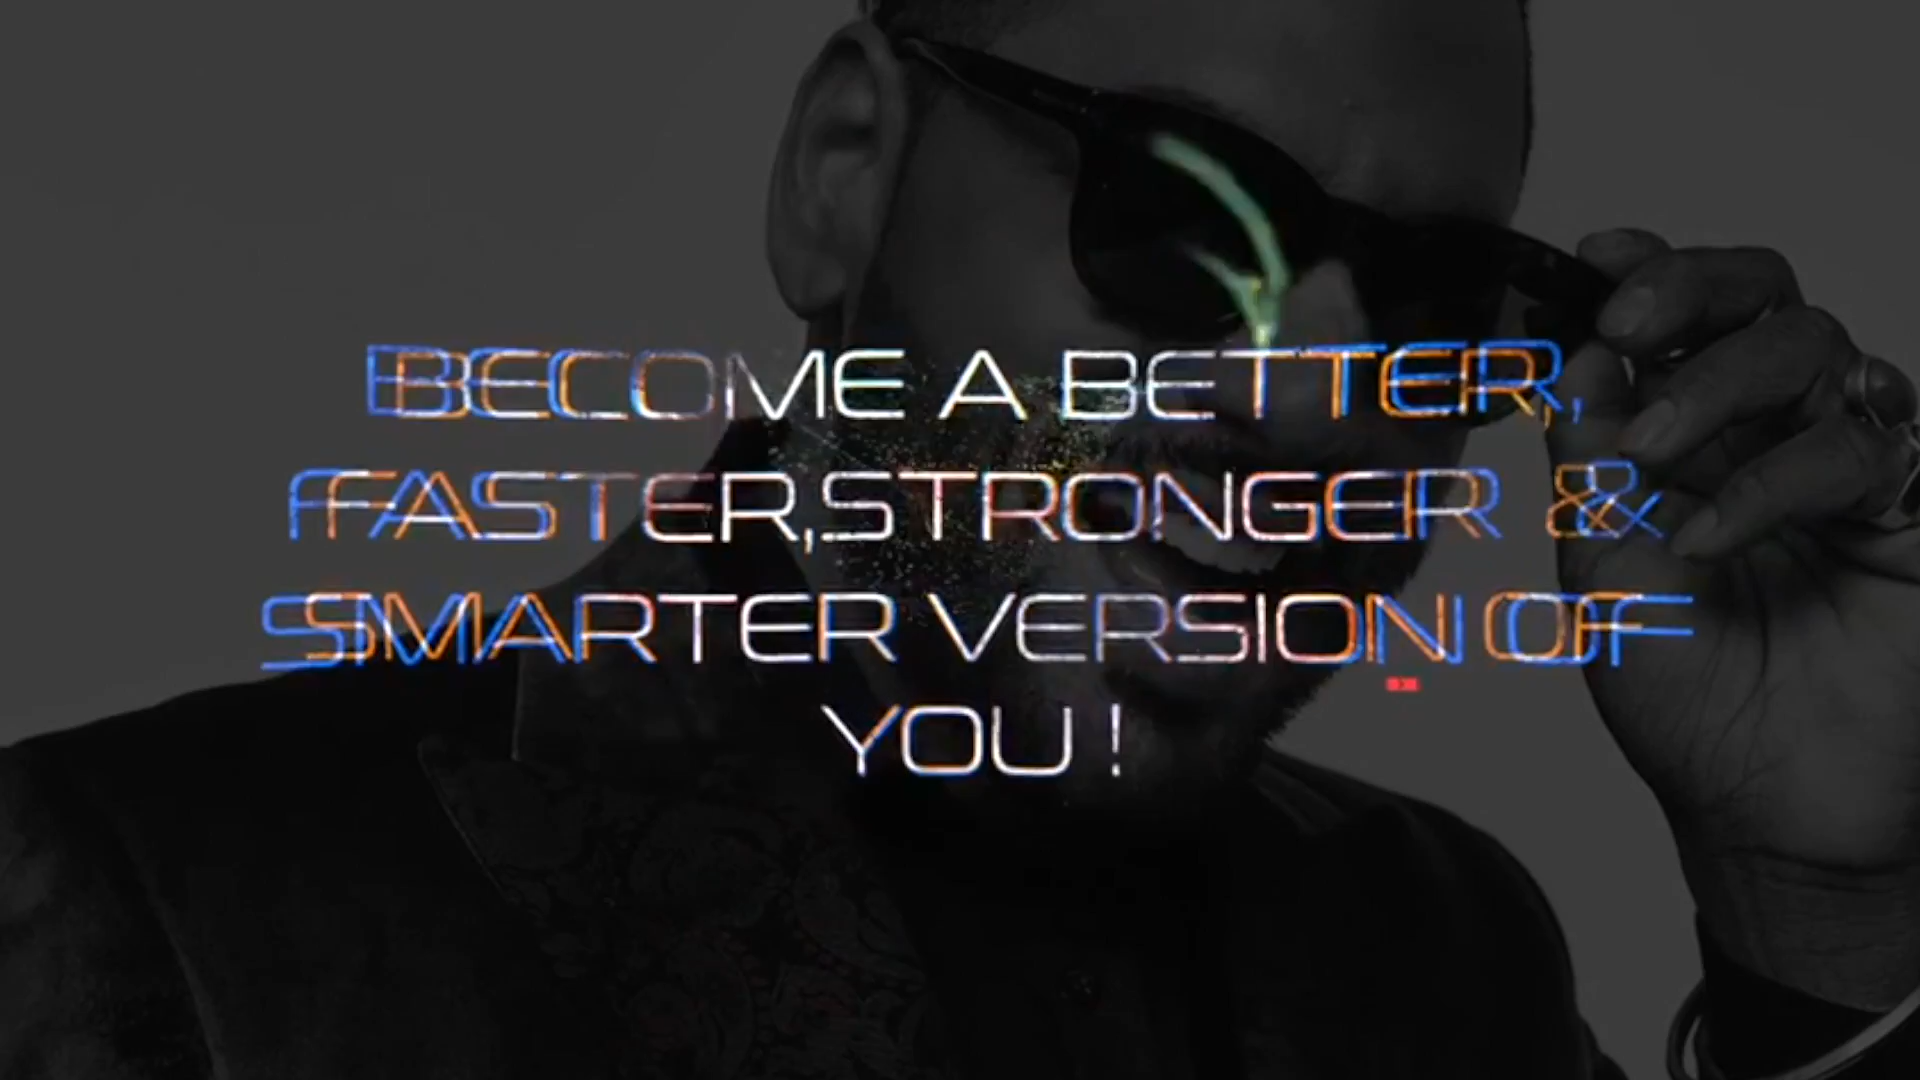 BECOME A BETTER,
FASTER,STRONGER &
SMARTER VERSION OF
YOU !